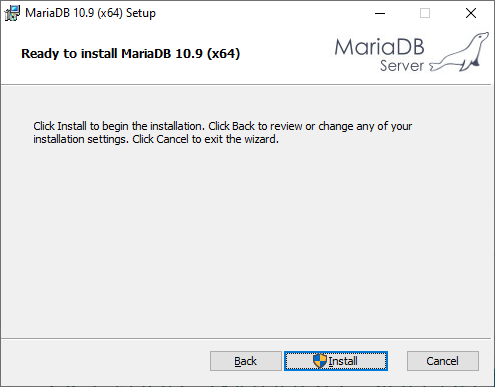 MariaDB 10.9 (x64) Setup
Ready to install MariaDB 10.9 (x64)
MariaDB
Server
Click Install to begin the installation. Click Back to review or change any of your
installation settings. Click Cancel to exit the wizard.
Back
Install
Cancel